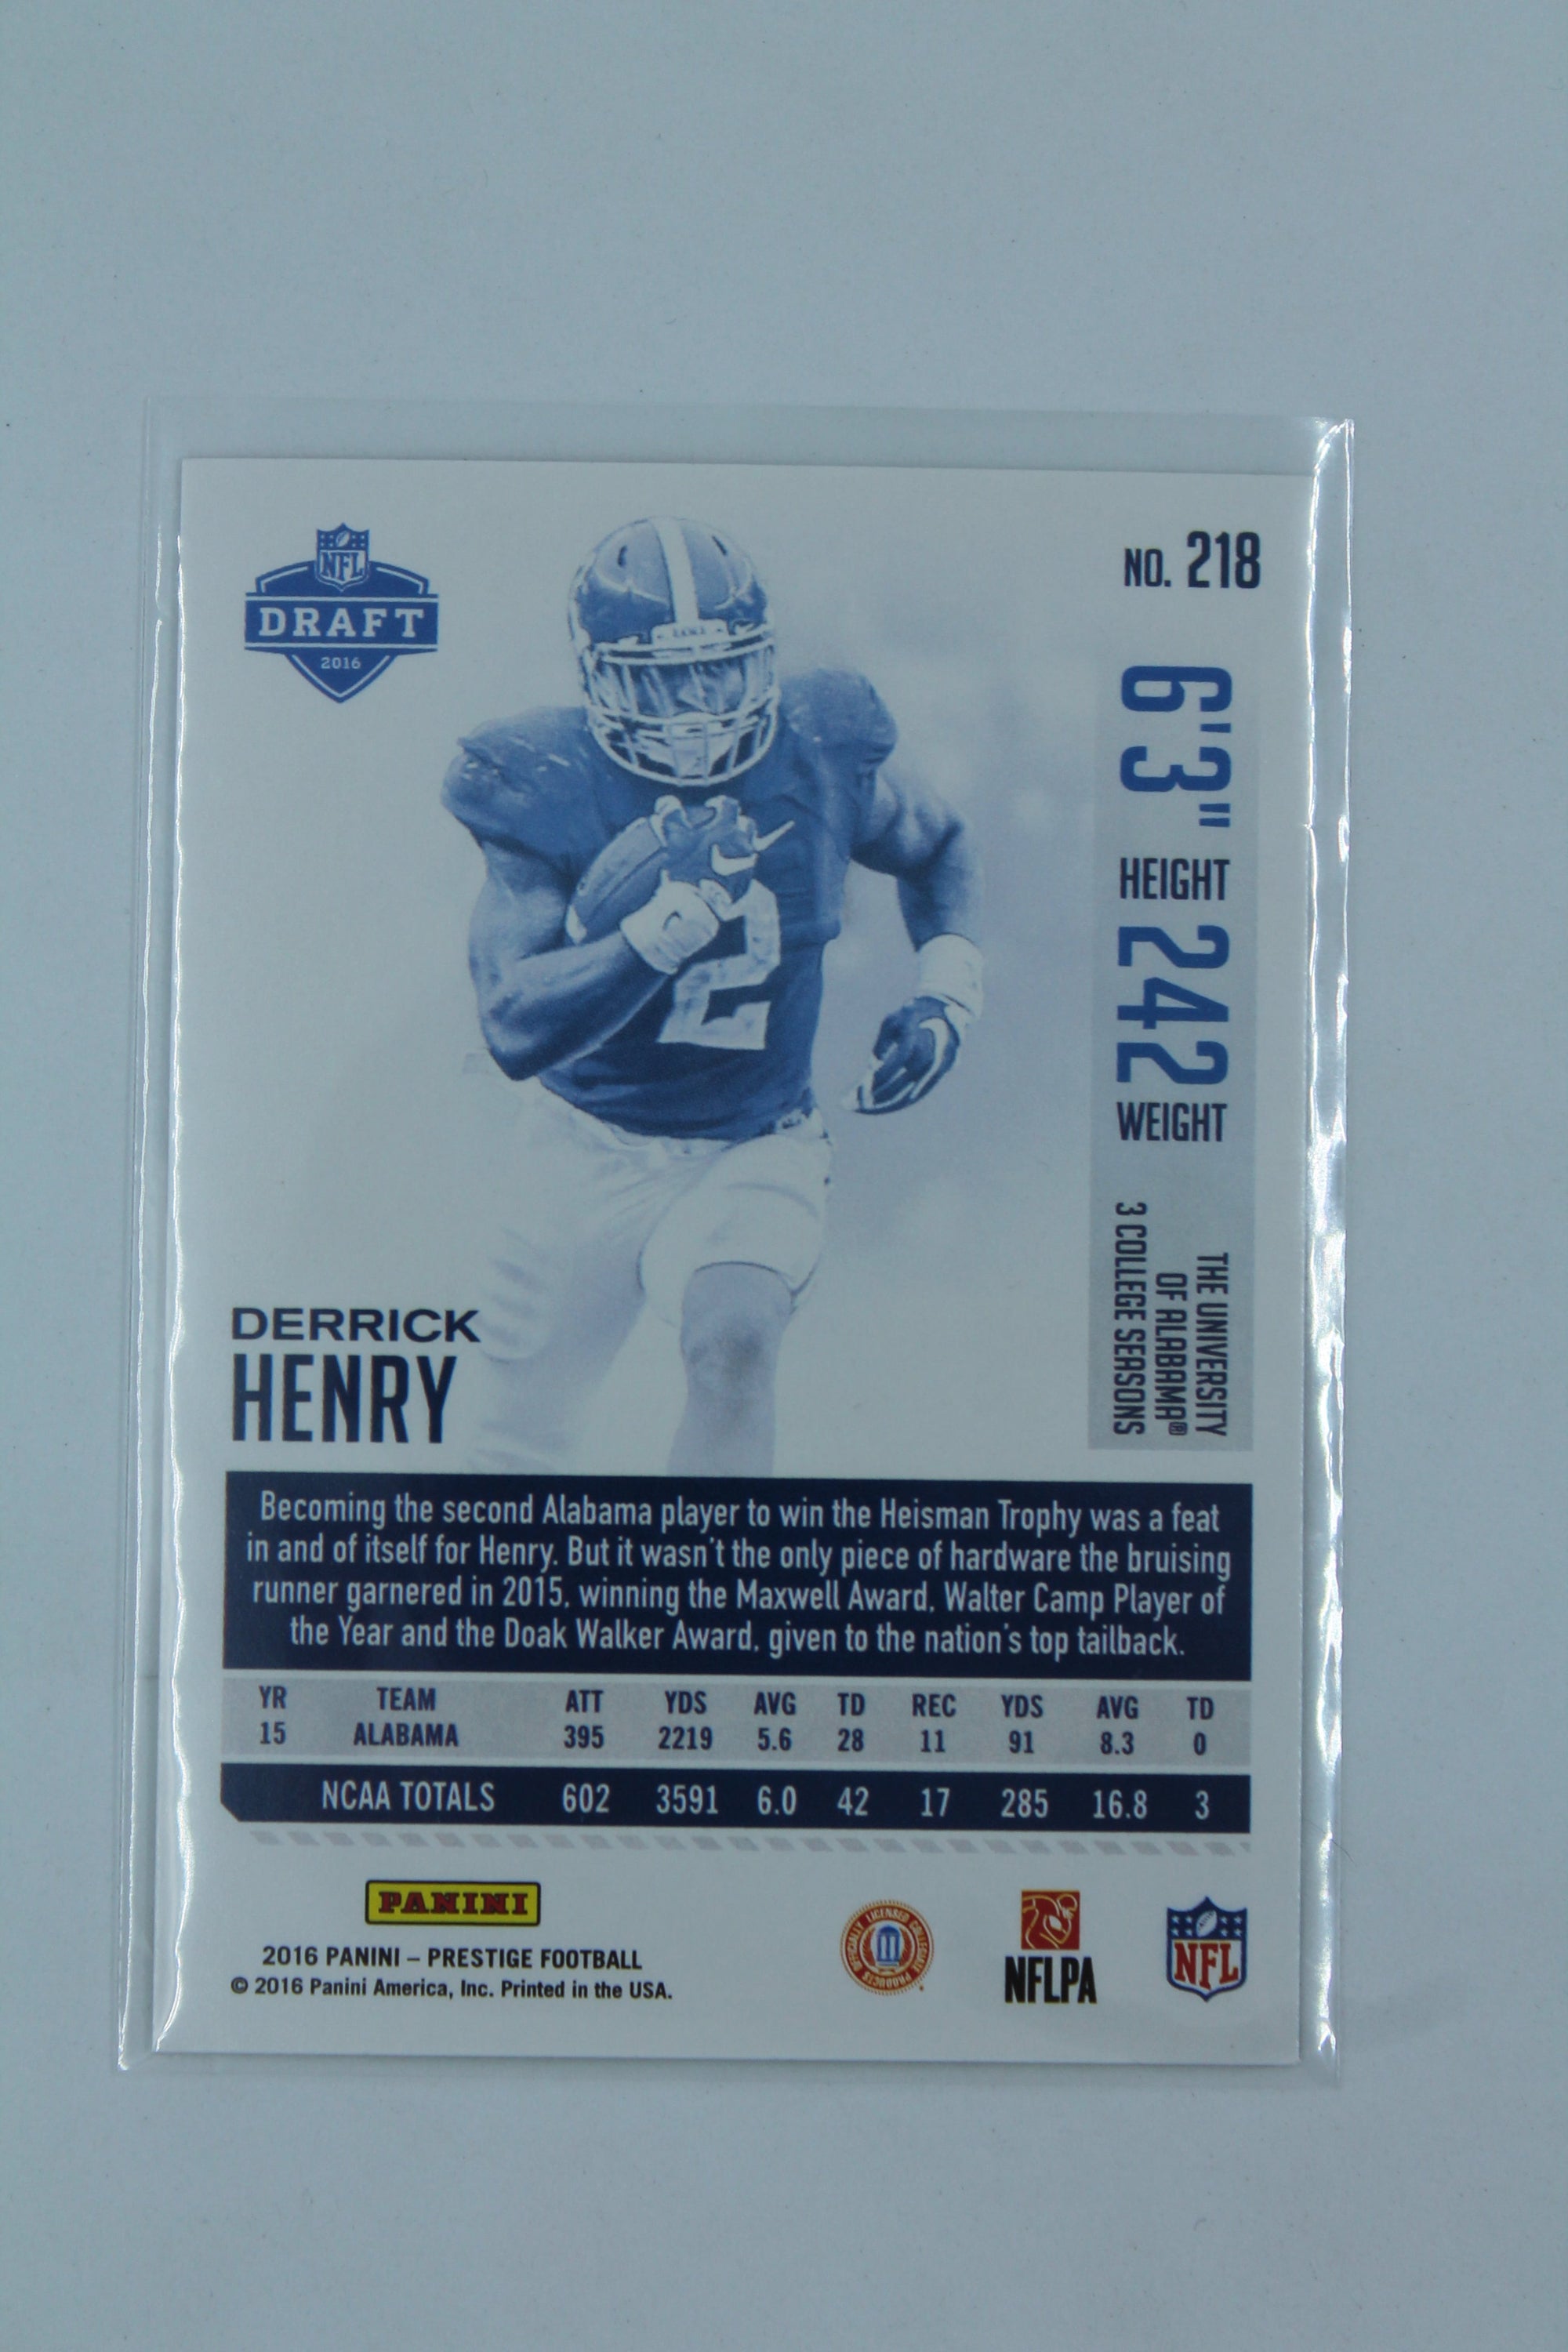 NFL
DRAFT
2016
NO. 218
6'3" HEIGHT 242 WEIGHT
THE UNIVERSITY
OF ALABAMA®
3 COLLEGE SEASONS
2
DERRICK
HENRY
Becoming the second Alabama player to win the Heisman Trophy was a feat
in and of itself for Henry. But it wasn't the only piece of hardware the bruising
runner garnered in 2015, winning the Maxwell Award, Walter Camp Player of
the Year and the Doak Walker Award, given to the nation's top tailback.
YR TEAM ATT YDS AVG TD REC YDS AVG TD
15 ALABAMA 395 2219 5.6 28 11 91 8.3 0
NCAA TOTALS 602 3591 6.0 42 17 285 16.8 3
PANINI
2016 PANINI – PRESTIGE FOOTBALL
© 2016 Panini America, Inc. Printed in the USA.
OFFICIALLY LICENSED COLLEGIATE PRODUCTS
NFLPA
NFL